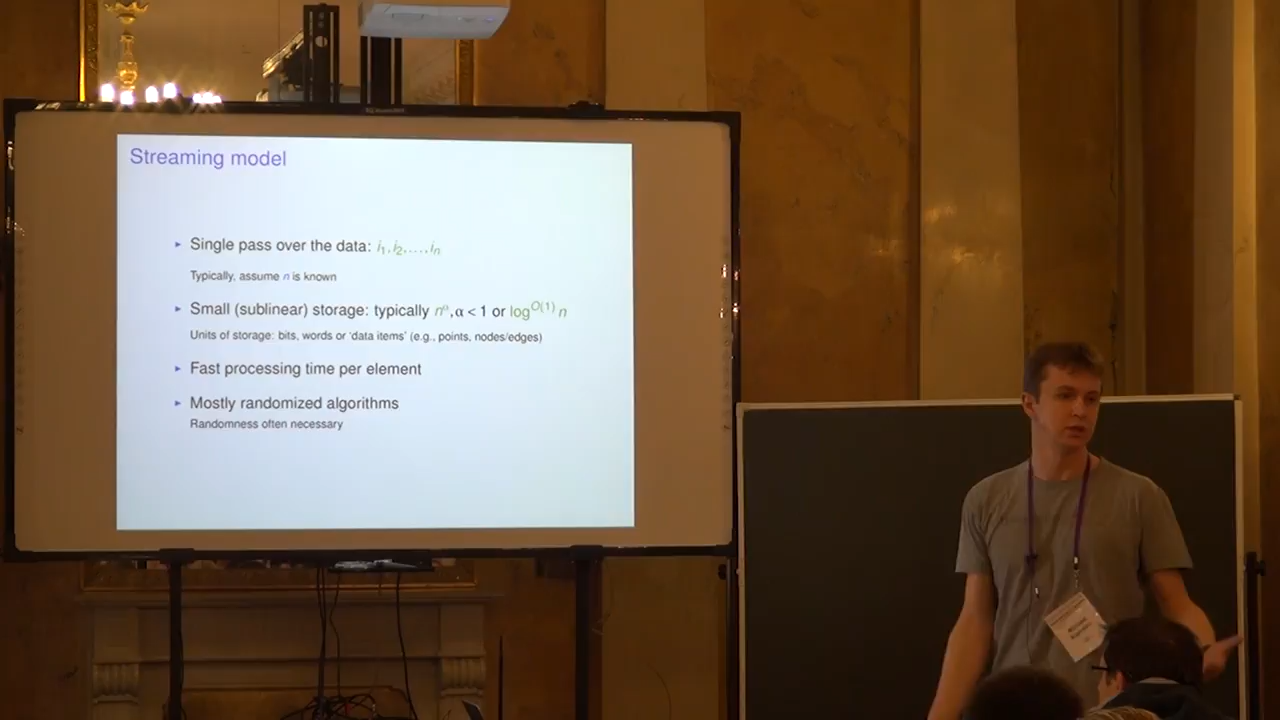 Streaming model
▸ Single pass over the data: i₁, i₂, …, iₙ
Typically, assume n is known
▸ Small (sublinear) storage: typically n^α, α < 1 or log^O(1) n
Units of storage: bits, words or 'data items' (e.g., points, nodes/edges)
▸ Fast processing time per element
▸ Mostly randomized algorithms
Randomness often necessary